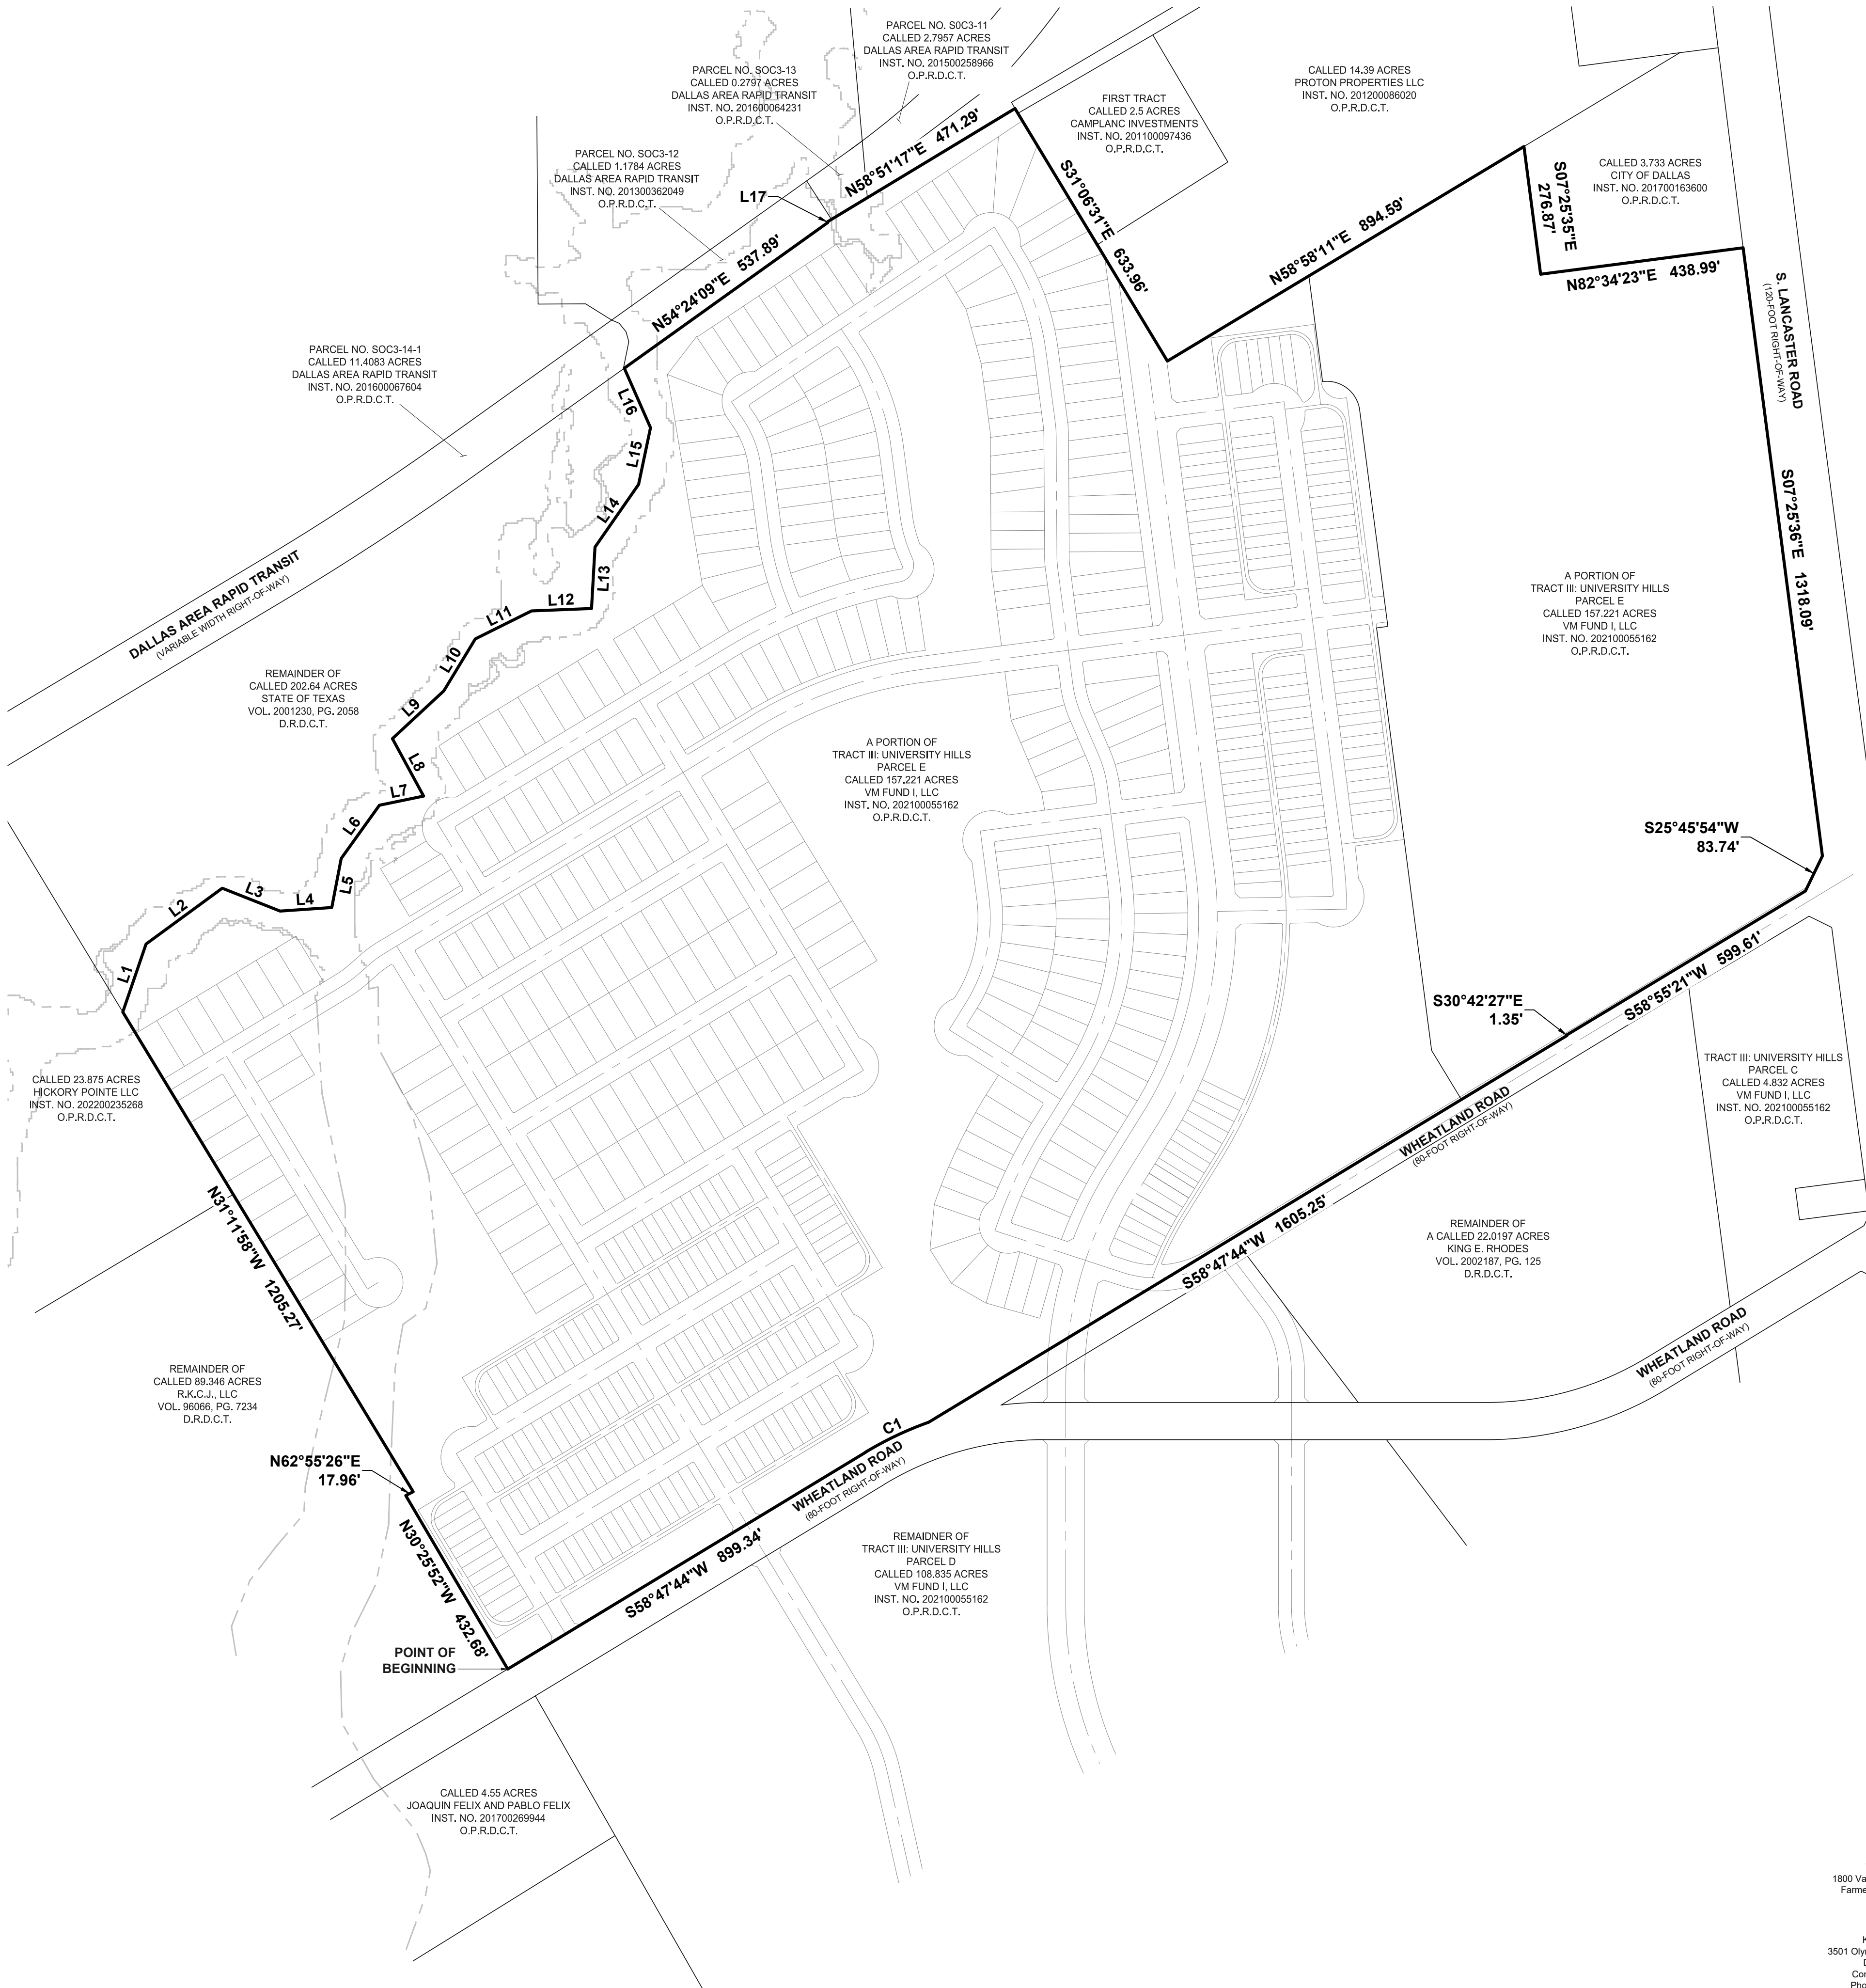 PARCEL NO. S0C3-11
CALLED 2.7957 ACRES
DALLAS AREA RAPID TRANSIT
INST. NO. 201500258966
O.P.R.D.C.T.
PARCEL NO. SOC3-13
CALLED 0.2797 ACRES
DALLAS AREA RAPID TRANSIT
INST. NO. 201600064231
O.P.R.D.C.T.
CALLED 14.39 ACRES
PROTON PROPERTIES LLC
INST. NO. 201200086020
O.P.R.D.C.T.
FIRST TRACT
CALLED 2.5 ACRES
CAMPLANC INVESTMENTS
INST. NO. 201100097436
O.P.R.D.C.T.
PARCEL NO. SOC3-12
CALLED 1.1784 ACRES
DALLAS AREA RAPID TRANSIT
INST. NO. 201300362049
O.P.R.D.C.T.
L17
N58°51'17"E 471.29'
S31°06'31"E 633.96'
N58°58'11"E 894.59'
S07°25'35"E
276.87'
CALLED 3.733 ACRES
CITY OF DALLAS
INST. NO. 201700163600
O.P.R.D.C.T.
N82°34'23"E 438.99'
S. LANCASTER ROAD
(120-FOOT RIGHT-OF-WAY)
N54°24'09"E 537.89'
PARCEL NO. SOC3-14-1
CALLED 11.4083 ACRES
DALLAS AREA RAPID TRANSIT
INST. NO. 201600067604
O.P.R.D.C.T.
L16
L15
L14
L13
L12
L11
L10
L9
L8
L7
L6
L5
L4
L3
L2
L1
S07°25'36"E 1318.09'
DALLAS AREA RAPID TRANSIT
(VARIABLE WIDTH RIGHT-OF-WAY)
A PORTION OF
TRACT III: UNIVERSITY HILLS
PARCEL E
CALLED 157.221 ACRES
VM FUND I, LLC
INST. NO. 202100055162
O.P.R.D.C.T.
REMAINDER OF
CALLED 202.64 ACRES
STATE OF TEXAS
VOL. 2001230, PG. 2058
D.R.D.C.T.
A PORTION OF
TRACT III: UNIVERSITY HILLS
PARCEL E
CALLED 157.221 ACRES
VM FUND I, LLC
INST. NO. 202100055162
O.P.R.D.C.T.
S25°45'54"W
83.74'
S58°55'21"W 599.61'
S30°42'27"E
1.35'
TRACT III: UNIVERSITY HILLS
PARCEL C
CALLED 4.832 ACRES
VM FUND I, LLC
INST. NO. 202100055162
O.P.R.D.C.T.
CALLED 23.875 ACRES
HICKORY POINTE LLC
INST. NO. 202200235268
O.P.R.D.C.T.
WHEATLAND ROAD
(80-FOOT RIGHT-OF-WAY)
N31°11'58"W 1205.27'
S58°47'44"W 1605.25'
REMAINDER OF
A CALLED 22.0197 ACRES
KING E. RHODES
VOL. 2002187, PG. 125
D.R.D.C.T.
WHEATLAND ROAD
(80-FOOT RIGHT-OF-WAY)
REMAINDER OF
CALLED 89.346 ACRES
R.K.C.J., LLC
VOL. 96066, PG. 7234
D.R.D.C.T.
C1
WHEATLAND ROAD
(80-FOOT RIGHT-OF-WAY)
N62°55'26"E
17.96'
N30°25'52"W 432.68'
S58°47'44"W 899.34'
REMAIDNER OF
TRACT III: UNIVERSITY HILLS
PARCEL D
CALLED 108.835 ACRES
VM FUND I, LLC
INST. NO. 202100055162
O.P.R.D.C.T.
POINT OF
BEGINNING
CALLED 4.55 ACRES
JOAQUIN FELIX AND PABLO FELIX
INST. NO. 201700269944
O.P.R.D.C.T.
1800 Va
Farme
K
3501 Oly
Cor
Pho